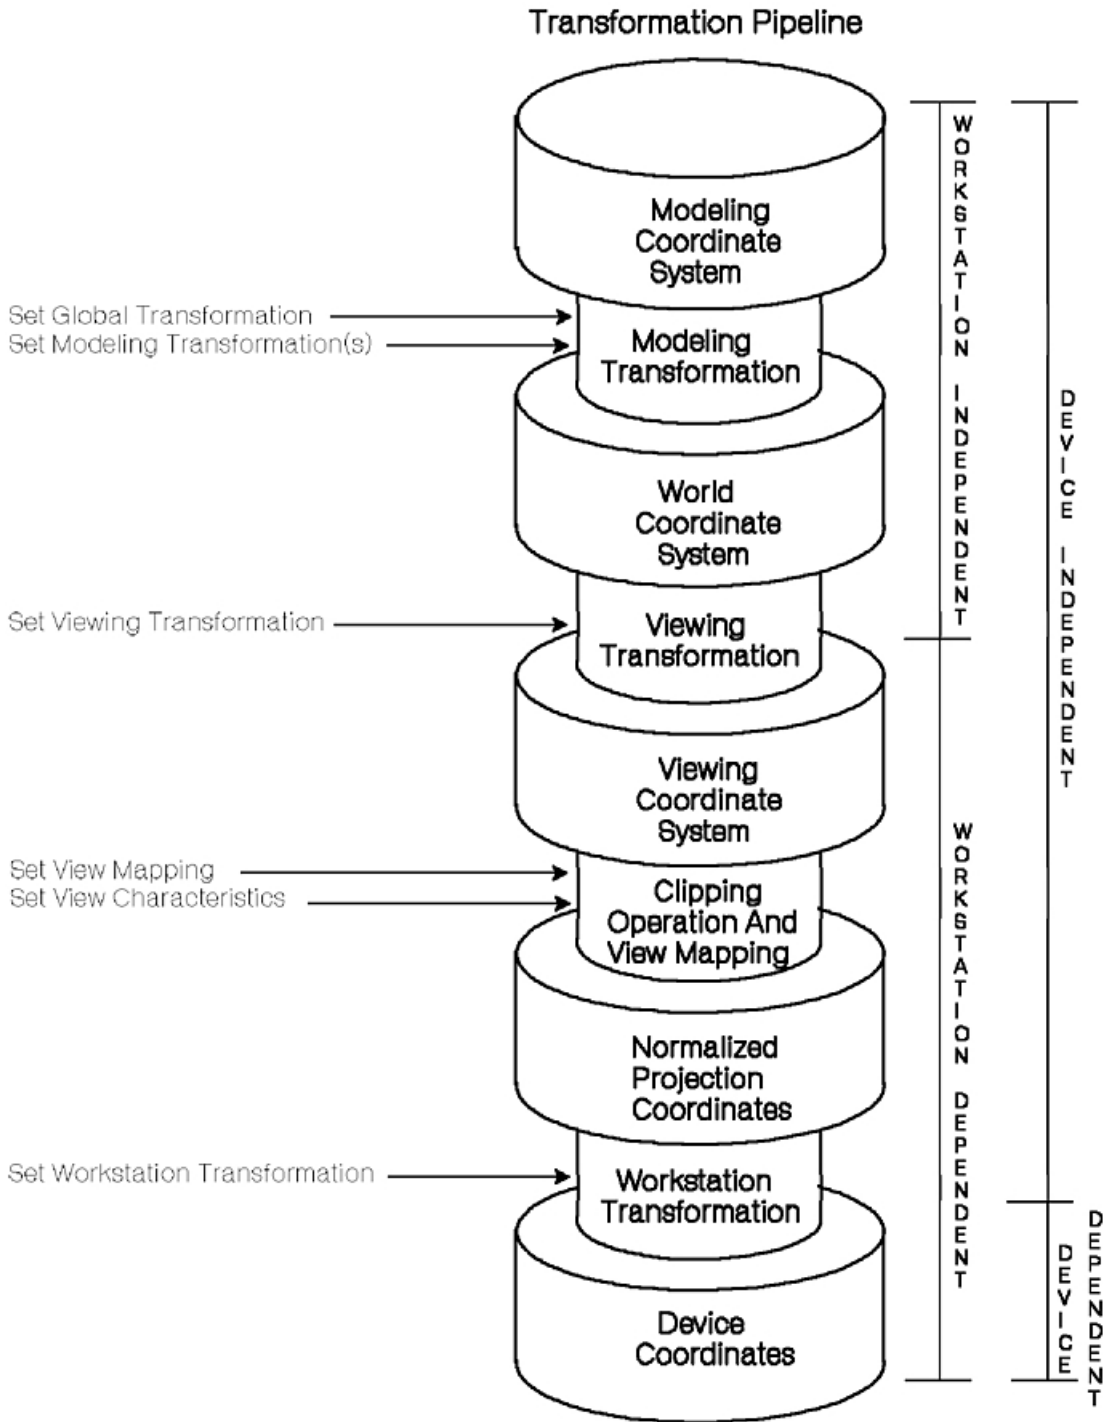 Transformation Pipeline
Modeling
Coordinate
System
Set Global Transformation
Set Modeling Transformation(s)
Modeling
Transformation
World
Coordinate
System
Set Viewing Transformation
Viewing
Transformation
Viewing
Coordinate
System
Set View Mapping
Set View Characteristics
Clipping
Operation And
View Mapping
Normalized
Projection
Coordinates
Set Workstation Transformation
Workstation
Transformation
Device
Coordinates
WORKSTATION INDEPENDENT
WORKSTATION DEPENDENT
DEVICE INDEPENDENT
DEVICE
DEPENDENT